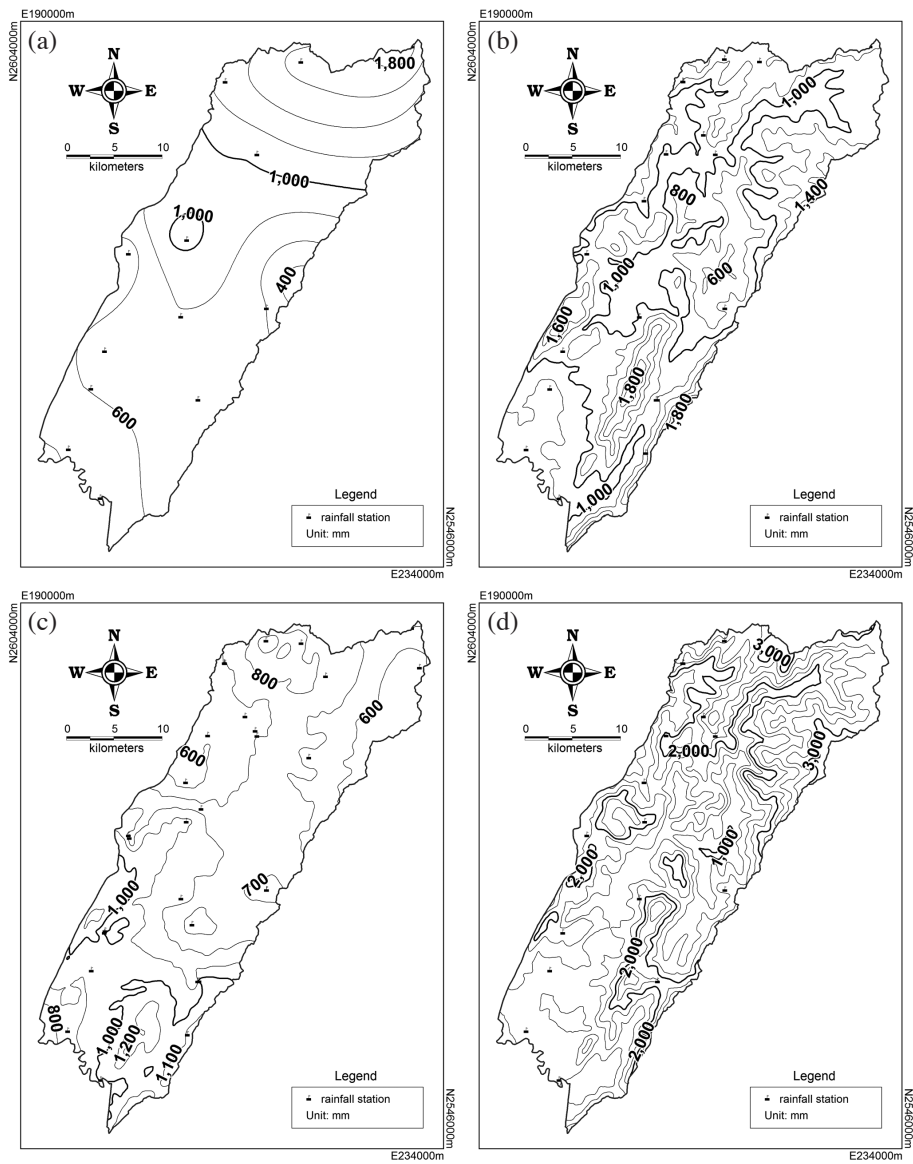 E190000m
N2604000m
(a)
N
W E
S
0 5 10
kilometers
1,800
1,000
1,000
400
600
Legend
rainfall station
Unit: mm
N2546000m
E234000m
(b)
N
W E
S
0 5 10
kilometers
1,000
800
1,400
1,000
600
1,600
1,800
1,800
1,000
Legend
rainfall station
Unit: mm
N2546000m
E234000m
E190000m
N2604000m
(c)
N
W E
S
0 5 10
kilometers
800
600
600
700
1,000
800
1,000
1,200
1,100
Legend
rainfall station
Unit: mm
N2546000m
E234000m
(d)
N
W E
S
0 5 10
kilometers
3,000
2,000
3,000
1,000
2,000
2,000
2,000
Legend
rainfall station
Unit: mm
N2546000m
E234000m